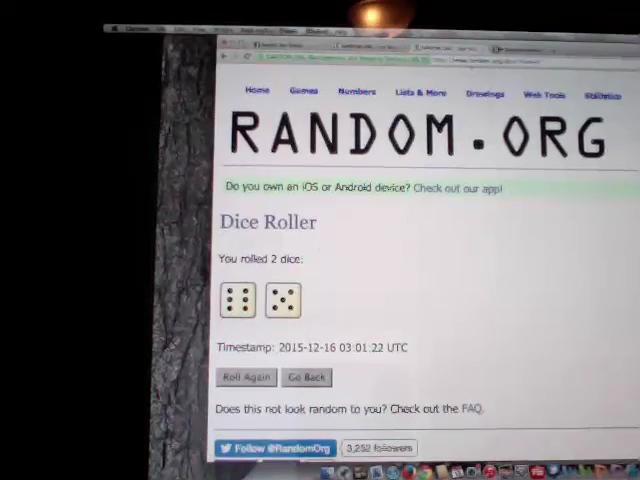 Home Games Numbers Lists & More Drawings Web Tools Statistics
RANDOM.ORG
Do you own an iOS or Android device? Check out our app!
Dice Roller
You rolled 2 dice:
Timestamp: 2015-12-16 03:01:22 UTC
Roll Again Go Back
Does this not look random to you? Check out the FAQ.
Follow @RandomOrg 3,252 followers